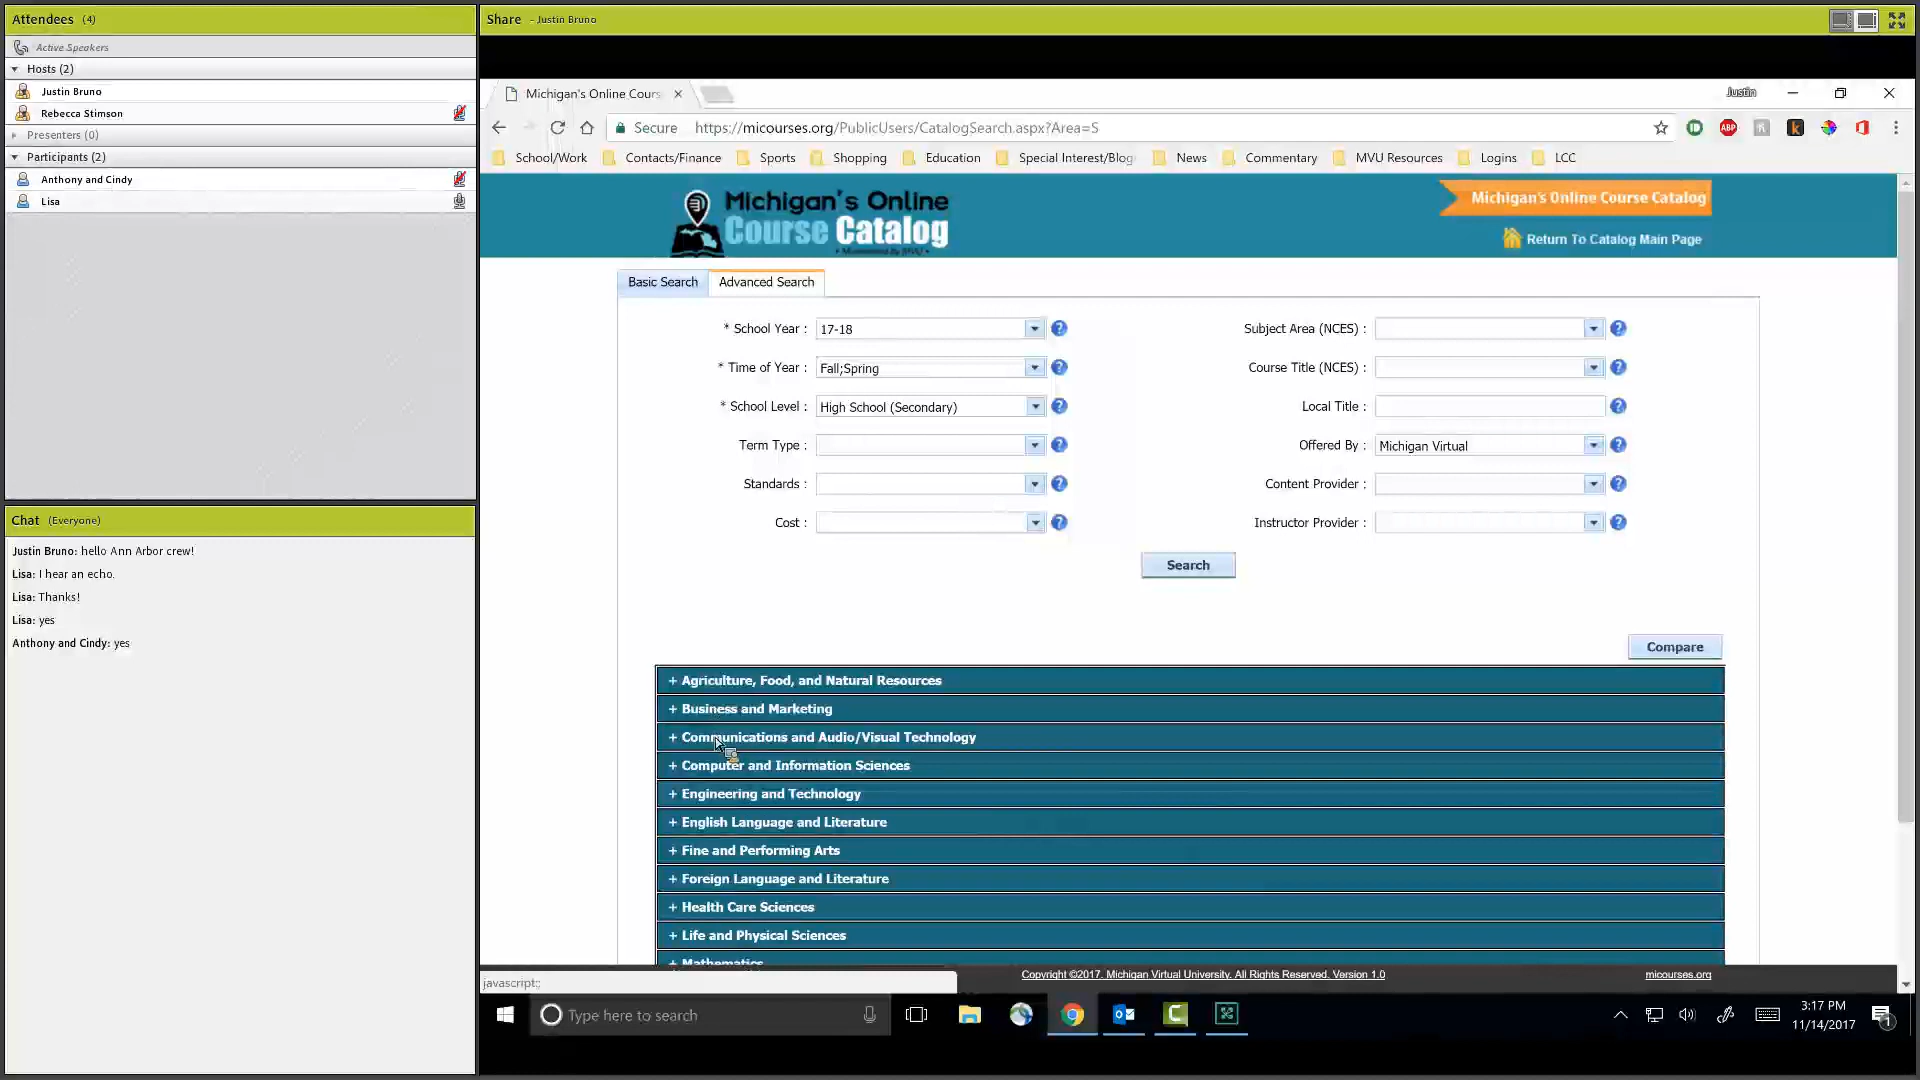 Attendees (4)
Active Speakers
Hosts (2)
Justin Bruno
Rebecca Stimson
Presenters (0)
Participants (2)
Anthony and Cindy
Lisa
Chat (Everyone)
Justin Bruno: hello Ann Arbor crew!
Lisa: I hear an echo.
Lisa: Thanks!
Lisa: yes
Anthony and Cindy: yes
Share - Justin Bruno
Michigan's Online Cours
Justin
Secure https://micourses.org/PublicUsers/CatalogSearch.aspx?Area=S
ABP
School/Work Contacts/Finance Sports Shopping Education Special Interest/Blog News Commentary MVU Resources Logins LCC
Michigan's Online
Course Catalog
Michigan's Online Course Catalog
Return To Catalog Main Page
Basic Search Advanced Search
* School Year : 17-18
Subject Area (NCES) :
* Time of Year : Fall;Spring
Course Title (NCES) :
* School Level : High School (Secondary)
Local Title :
Term Type :
Offered By : Michigan Virtual
Standards :
Content Provider :
Cost :
Instructor Provider :
Search
Compare
+ Agriculture, Food, and Natural Resources
+ Business and Marketing
+ Communications and Audio/Visual Technology
+ Computer and Information Sciences
+ Engineering and Technology
+ English Language and Literature
+ Fine and Performing Arts
+ Foreign Language and Literature
+ Health Care Sciences
+ Life and Physical Sciences
+ Mathematics
javascript:;
Copyright ©2017. Michigan Virtual University. All Rights Reserved. Version 1.0
micourses.org
Type here to search
3:17 PM
11/14/2017
1